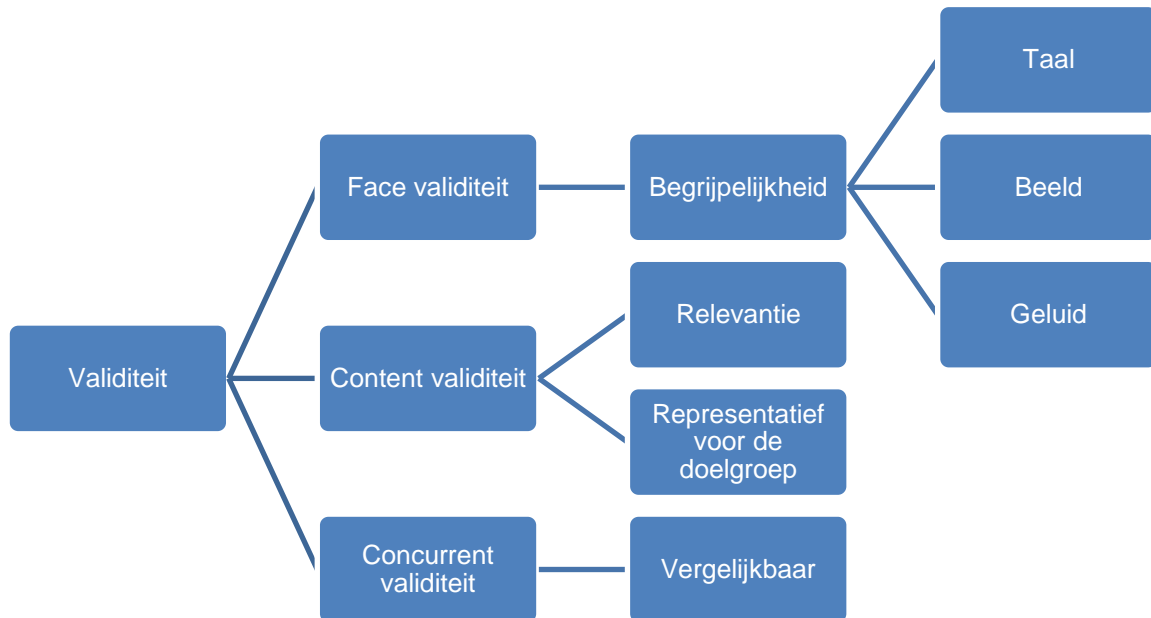 Taal
Face validiteit
Begrijpelijkheid
Beeld
Relevantie
Geluid
Validiteit
Content validiteit
Representatief
voor de
doelgroep
Concurrent
validiteit
Vergelijkbaar